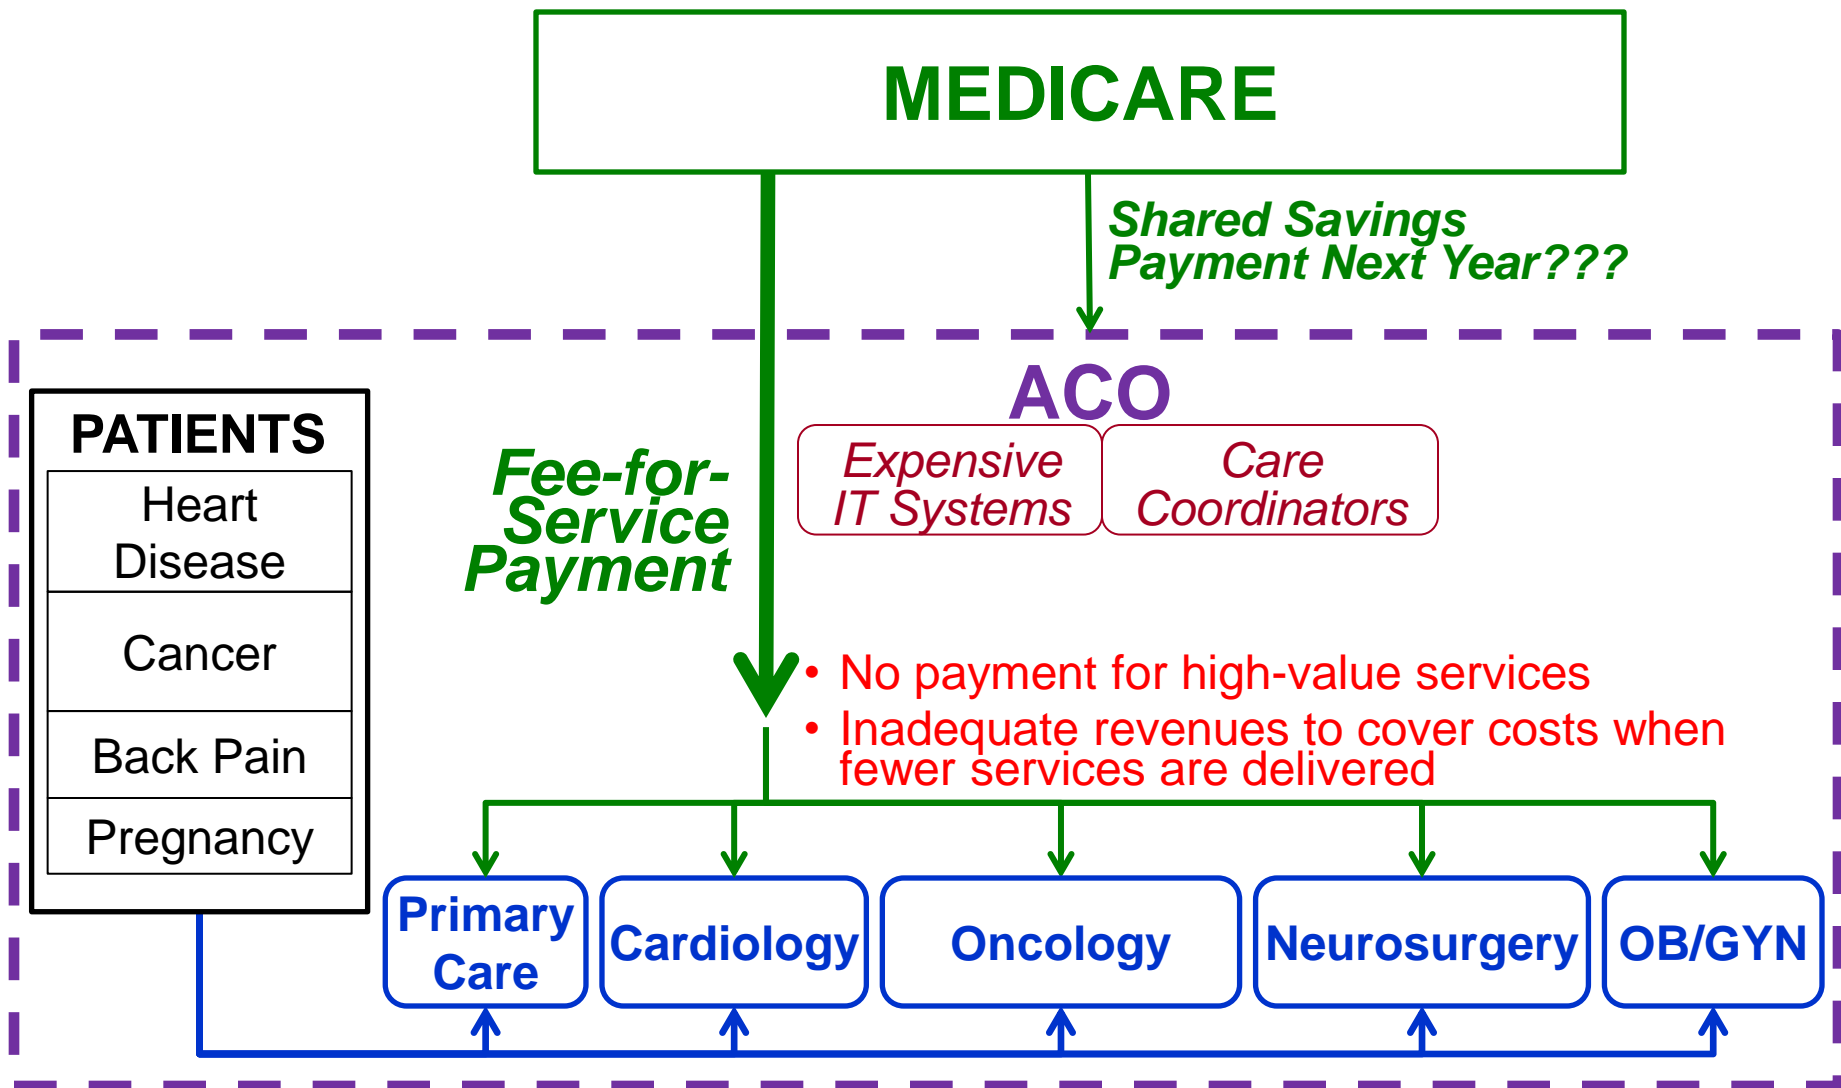 MEDICARE
Shared Savings
Payment Next Year???
ACO
PATIENTS
Heart
Disease
Cancer
Back Pain
Pregnancy
Fee-for-
Service
Payment
Expensive
IT Systems
Care
Coordinators
• No payment for high-value services
• Inadequate revenues to cover costs when
fewer services are delivered
Primary
Care
Cardiology
Oncology
Neurosurgery
OB/GYN